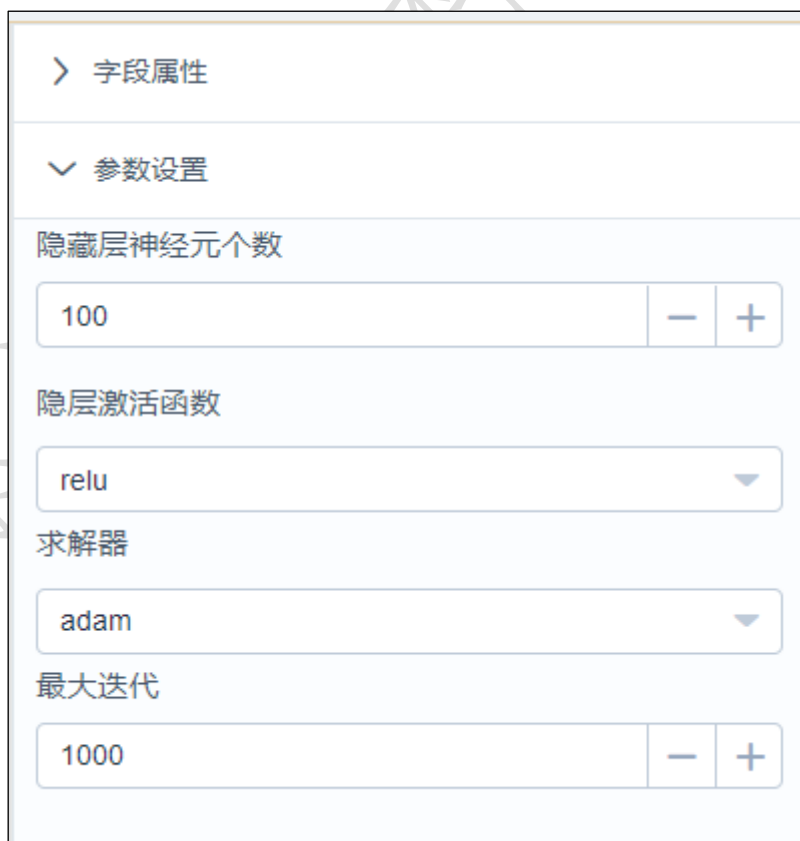 字段属性
参数设置
隐藏层神经元个数
100
隐层激活函数
relu
求解器
adam
最大迭代
1000